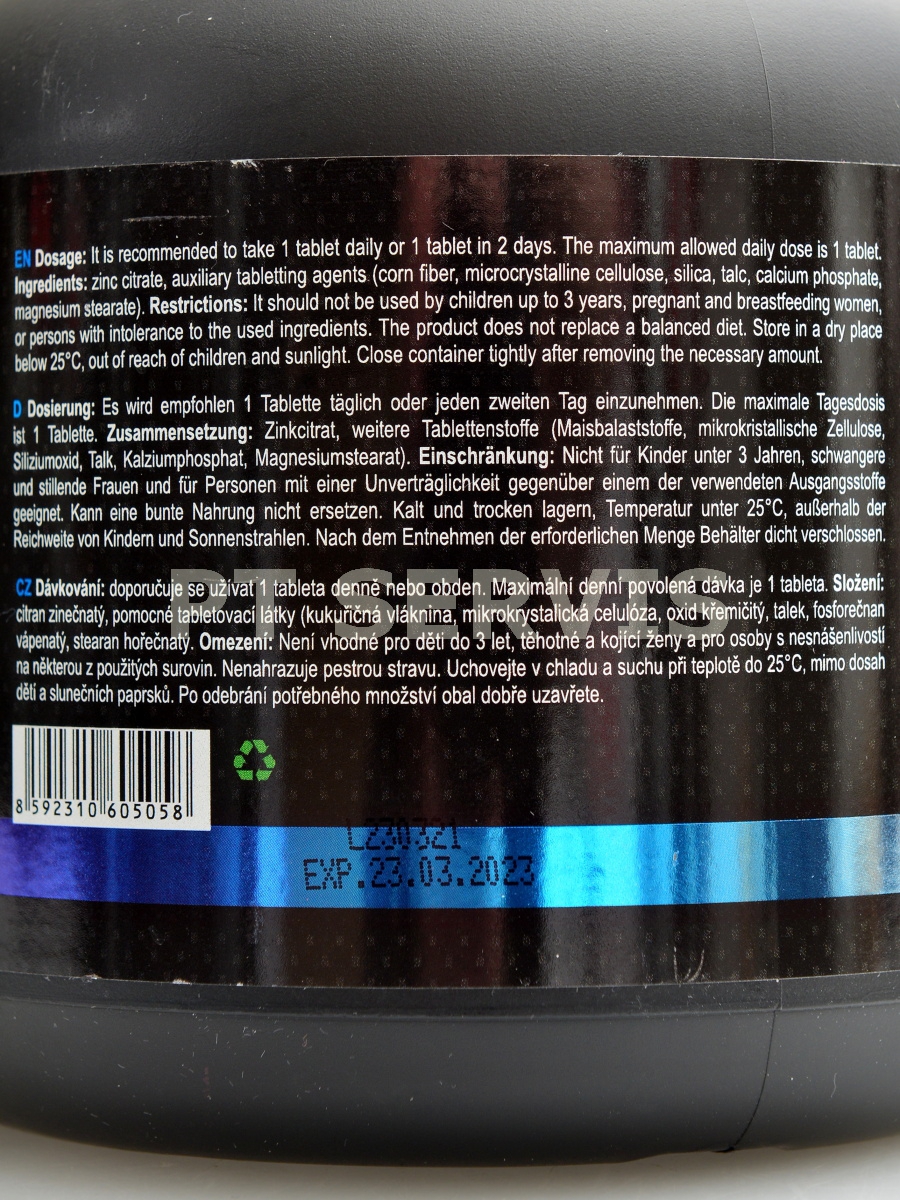 EN Dosage: It is recommended to take 1 tablet daily or 1 tablet in 2 days. The maximum allowed daily dose is 1 tablet.
Ingredients: zinc citrate, auxiliary tabletting agents (corn fiber, microcrystalline cellulose, silica, talc, calcium phosphate,
magnesium stearate). Restrictions: It should not be used by children up to 3 years, pregnant and breastfeeding women,
or persons with intolerance to the used ingredients. The product does not replace a balanced diet. Store in a dry place
below 25°C, out of reach of children and sunlight. Close container tightly after removing the necessary amount.
D Dosierung: Es wird empfohlen 1 Tablette täglich oder jeden zweiten Tag einzunehmen. Die maximale Tagesdosis
ist 1 Tablette. Zusammensetzung: Zinkcitrat, weitere Tablettenstoffe (Maisbalaststoffe, mikrokristallische Zellulose,
Siliziumoxid, Talk, Kalziumphosphat, Magnesiumstearat). Einschränkung: Nicht für Kinder unter 3 Jahren, schwangere
und stillende Frauen und für Personen mit einer Unverträglichkeit gegenüber einem der verwendeten Ausgangsstoffe
geeignet. Kann eine bunte Nahrung nicht ersetzen. Kalt und trocken lagern, Temperatur unter 25°C, außerhalb der
Reichweite von Kindern und Sonnenstrahlen. Nach dem Entnehmen der erforderlichen Menge Behälter dicht verschlossen.
CZ Dávkování: doporučuje se užívat 1 tableta denně nebo obden. Maximální denní povolená dávka je 1 tableta. Složení:
citran zinečnatý, pomocné tabletovací látky (kukuřičná vláknina, mikrokrystalická celulóza, oxid křemičitý, talek, fosforečnan
vápenatý, stearan hořečnatý. Omezení: Není vhodné pro děti do 3 let, těhotné a kojící ženy a pro osoby s nesnášenlivostí
na některou z použitých surovin. Nenahrazuje pestrou stravu. Uchovejte v chladu a suchu při teplotě do 25°C, mimo dosah
dětí a slunečních paprsků. Po odebrání potřebného množství obal dobře uzavřete.
PT SERVIS
8 592310 605058
L230321
EXP.23.03.2023